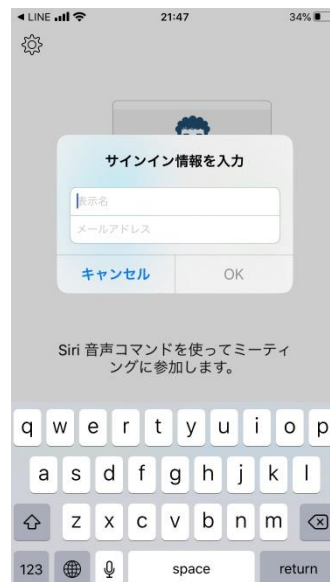 LINE 21:47 34%
サインイン情報を入力
表示名
メールアドレス
キャンセル OK
Siri 音声コマンドを使ってミーティ
ングに参加します。
q w e r t y u i o p
a s d f g h j k l
z x c v b n m
123 space return